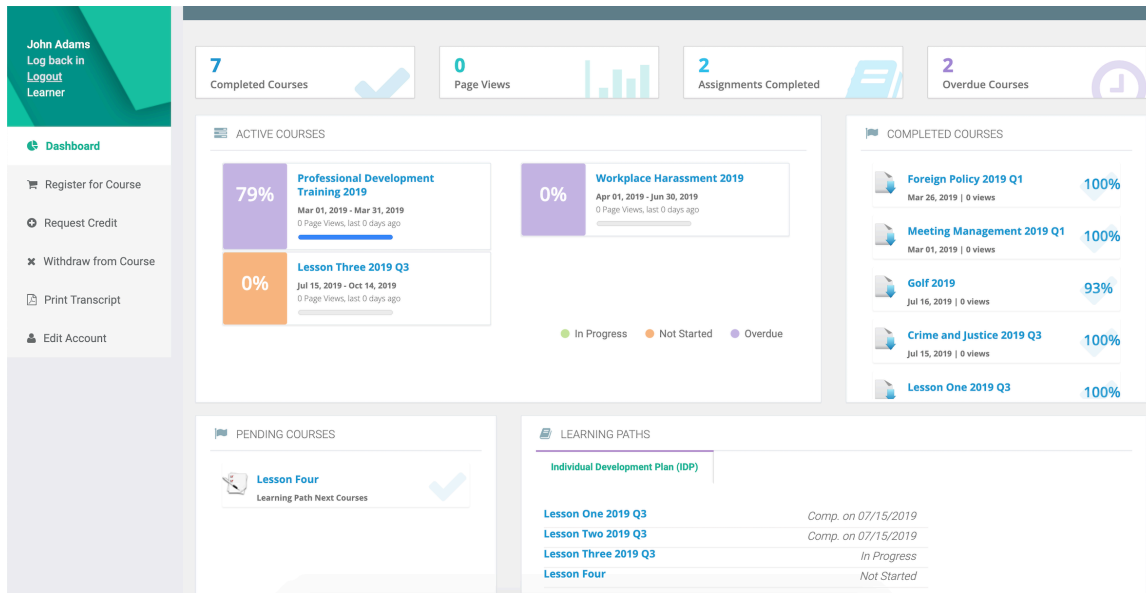 John Adams
Log back in
Logout
Learner
Dashboard
Register for Course
Request Credit
Withdraw from Course
Print Transcript
Edit Account
7
Completed Courses
0
Page Views
2
Assignments Completed
2
Overdue Courses
ACTIVE COURSES
79%
Professional Development
Training 2019
Mar 01, 2019 - Mar 31, 2019
0 Page Views, last 0 days ago
0%
Workplace Harassment 2019
Apr 01, 2019 - Jun 30, 2019
0 Page Views, last 0 days ago
0%
Lesson Three 2019 Q3
Jul 15, 2019 - Oct 14, 2019
0 Page Views, last 0 days ago
In Progress Not Started Overdue
COMPLETED COURSES
Foreign Policy 2019 Q1
Mar 26, 2019 | 0 views
100%
Meeting Management 2019 Q1
Mar 01, 2019 | 0 views
100%
Golf 2019
Jul 16, 2019 | 0 views
93%
Crime and Justice 2019 Q3
Jul 15, 2019 | 0 views
100%
Lesson One 2019 Q3
100%
PENDING COURSES
Lesson Four
Learning Path Next Courses
LEARNING PATHS
Individual Development Plan (IDP)
Lesson One 2019 Q3 Comp. on 07/15/2019
Lesson Two 2019 Q3 Comp. on 07/15/2019
Lesson Three 2019 Q3 In Progress
Lesson Four Not Started